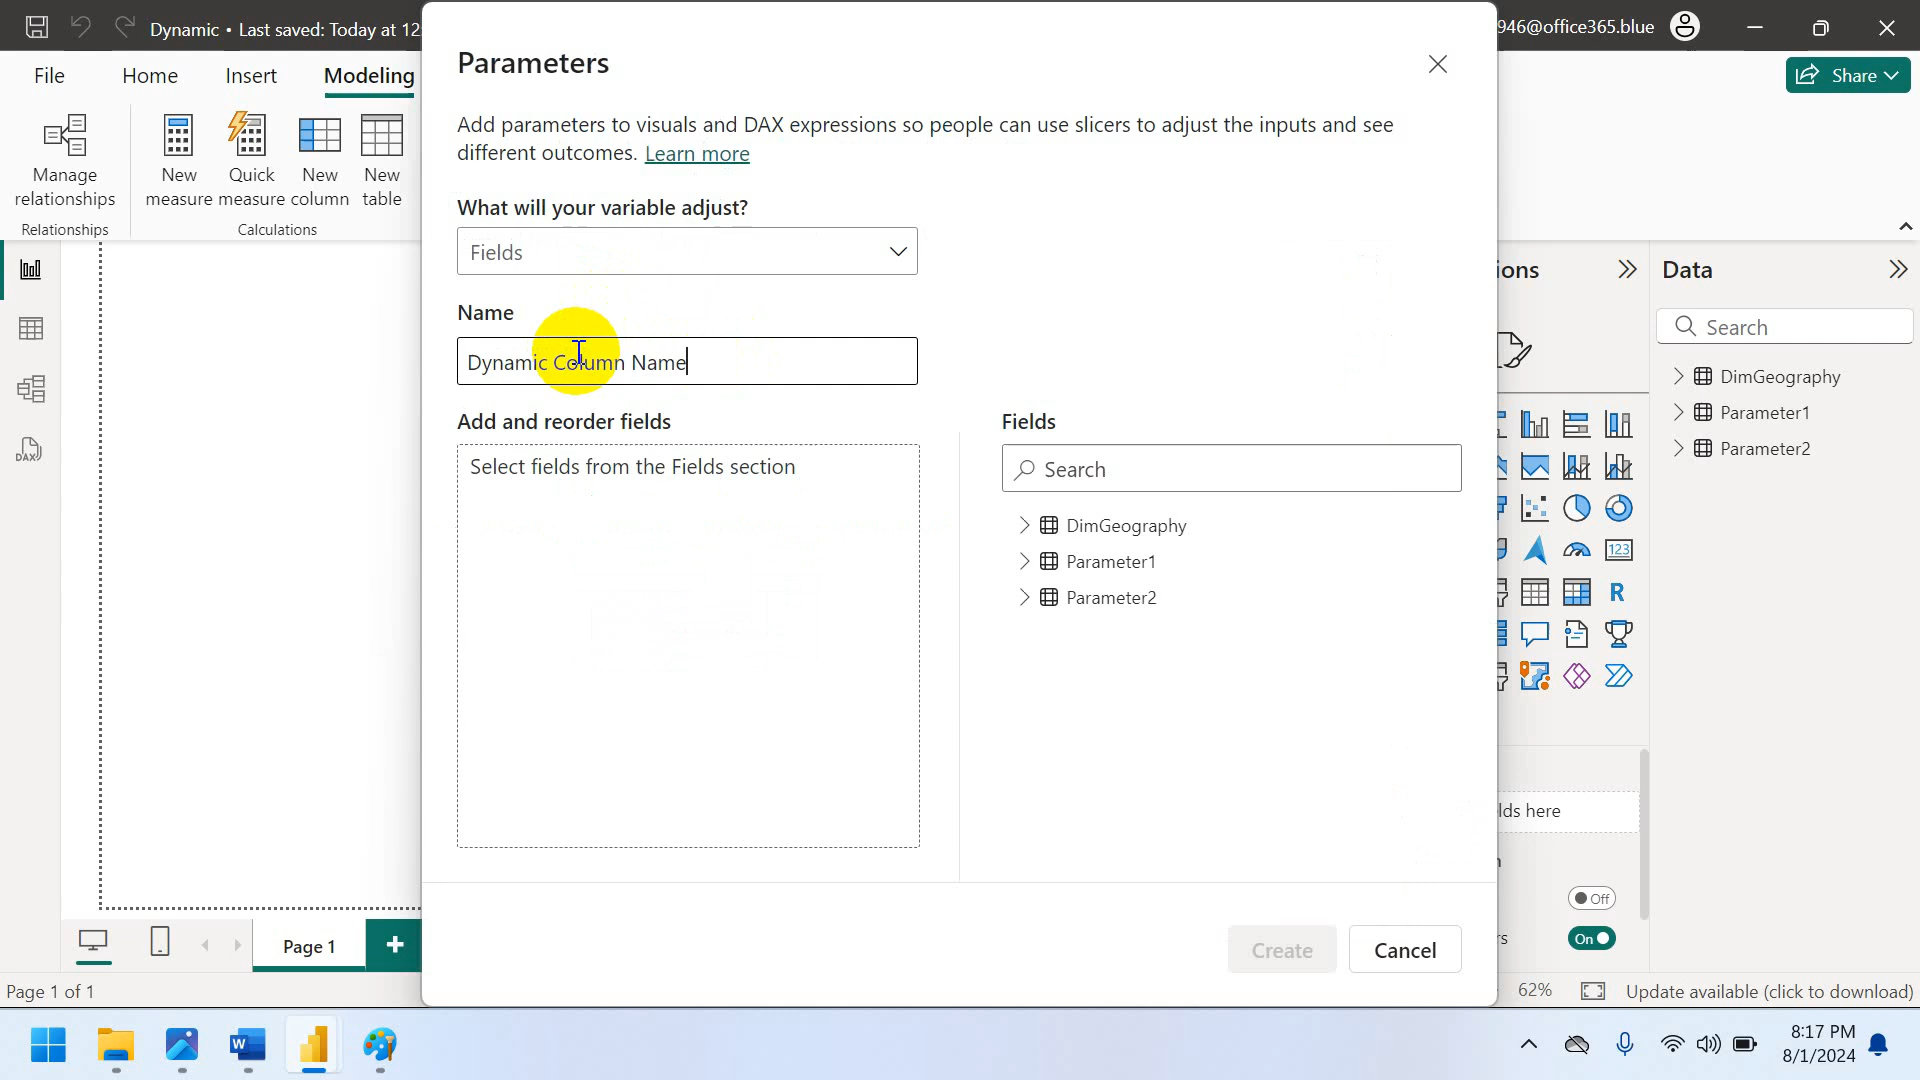 Dynamic • Last saved: Today at 12:
946@office365.blue
File
Home
Insert
Modeling
Share
Manage
relationships
New
measure
Quick
measure
New
column
New
table
Relationships
Calculations
Parameters
Add parameters to visuals and DAX expressions so people can use slicers to adjust the inputs and see
different outcomes. Learn more
What will your variable adjust?
Fields
Name
Dynamic Column Name
Add and reorder fields
Select fields from the Fields section
Fields
Search
DimGeography
Parameter1
Parameter2
Create
Cancel
ions
Data
Search
DimGeography
Parameter1
Parameter2
123
R
DAX
lds here
Off
rs
On
Page 1
Page 1 of 1
62%
Update available (click to download)
W
8:17 PM
8/1/2024